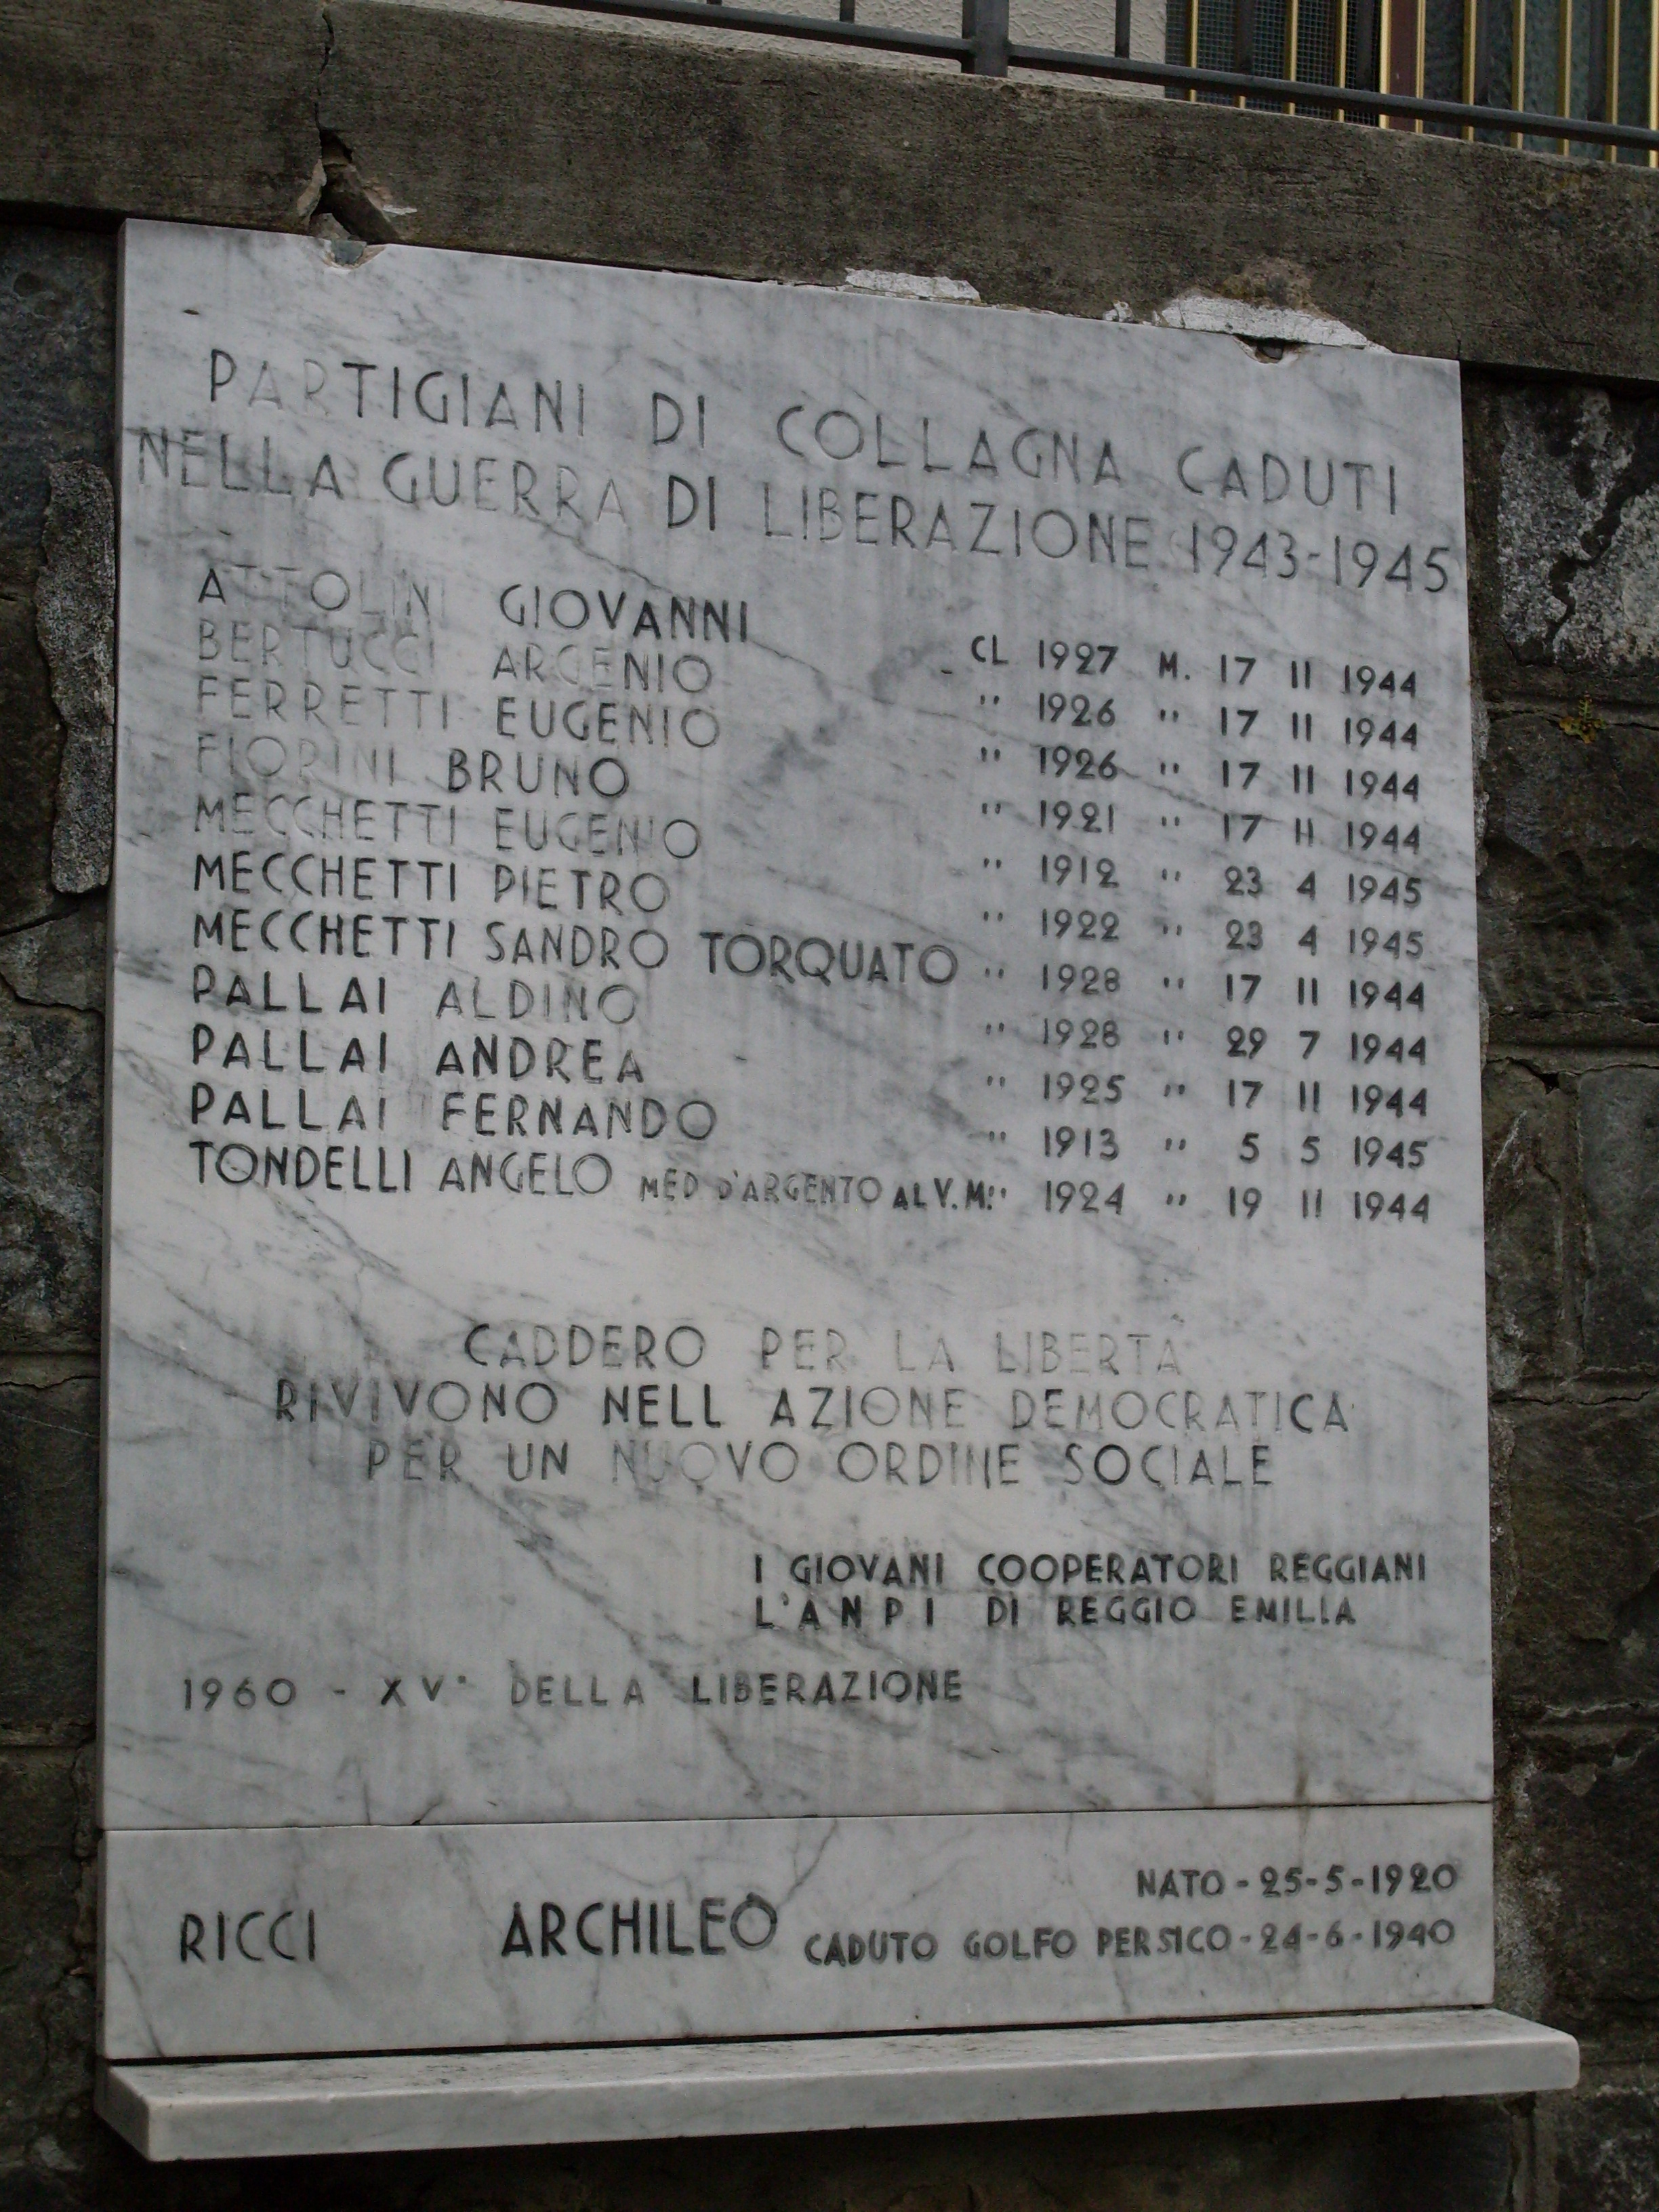 PARTIGIANI DI COLLAGNA CADUTI
NELLA GUERRA DI LIBERAZIONE 1943-1945
ATTOLINI GIOVANNI CL 1927 M. 17 11 1944
BERTUCCI ARGENIO " 1926 " 17 11 1944
FERRETTI EUGENIO " 1926 " 17 11 1944
FIORINI BRUNO " 1921 " 17 11 1944
MECCHETTI EUGENIO " 1912 " 23 4 1945
MECCHETTI PIETRO " 1922 " 23 4 1945
MECCHETTI SANDRO TORQUATO " 1928 " 17 11 1944
PALLAI ALDINO " 1928 " 29 7 1944
PALLAI ANDREA " 1925 " 17 11 1944
PALLAI FERNANDO " 1913 " 5 5 1945
TONDELLI ANGELO MED D'ARGENTO AL V.M. " 1924 " 19 11 1944
CADDERO PER LA LIBERTÀ
RIVIVONO NELL AZIONE DEMOCRATICA
PER UN NUOVO ORDINE SOCIALE
I GIOVANI COOPERATORI REGGIANI
L'ANPI DI REGGIO EMILIA
1960 - XV° DELLA LIBERAZIONE
NATO - 25-5-1920
RICCI ARCHILEO CADUTO GOLFO PERSICO - 24-6-1940